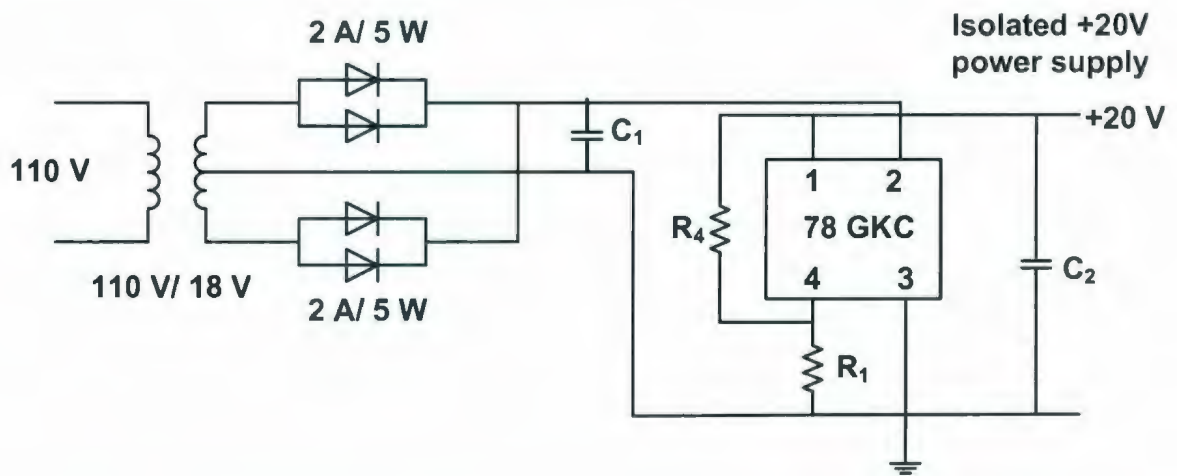 2 A/ 5 W
Isolated +20V
power supply
+20 V
C₁
110 V
1 2
78 GKC
R₄
4 3
C₂
110 V/ 18 V
2 A/ 5 W
R₁